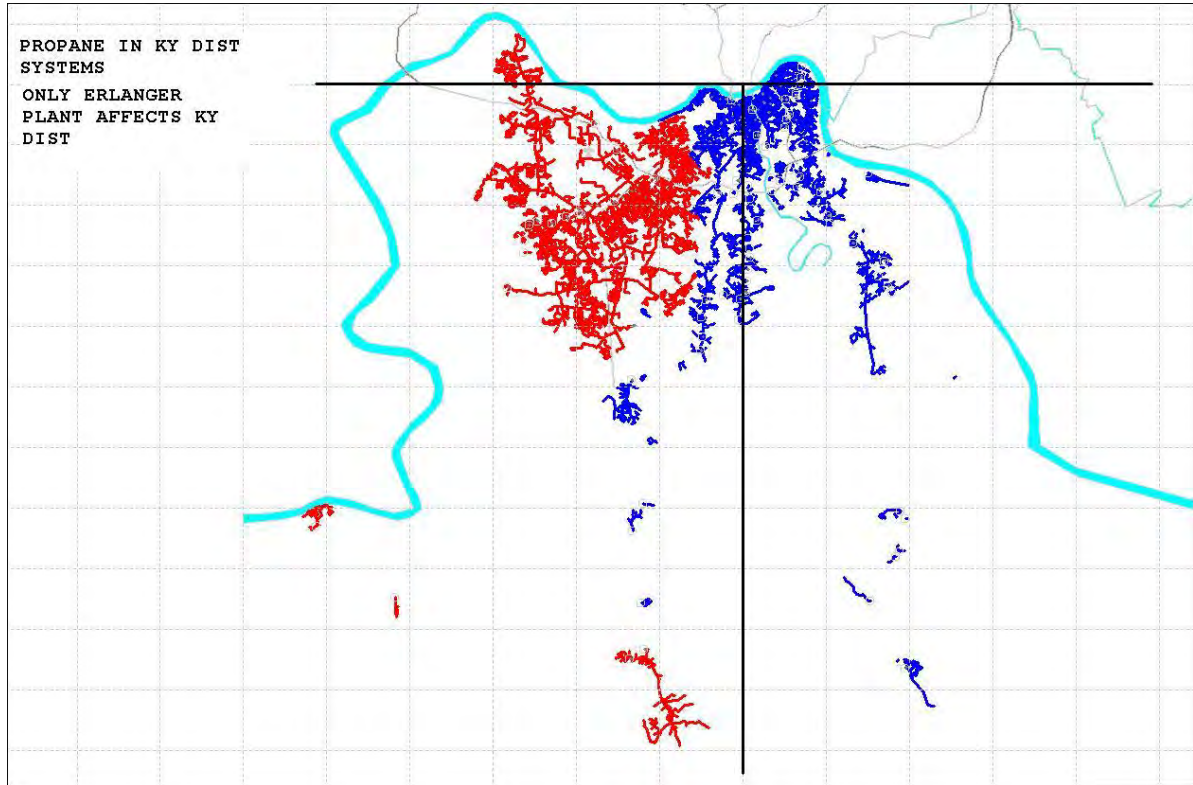 PROPANE IN KY DIST
SYSTEMS
ONLY ERLANGER
PLANT AFFECTS KY
DIST